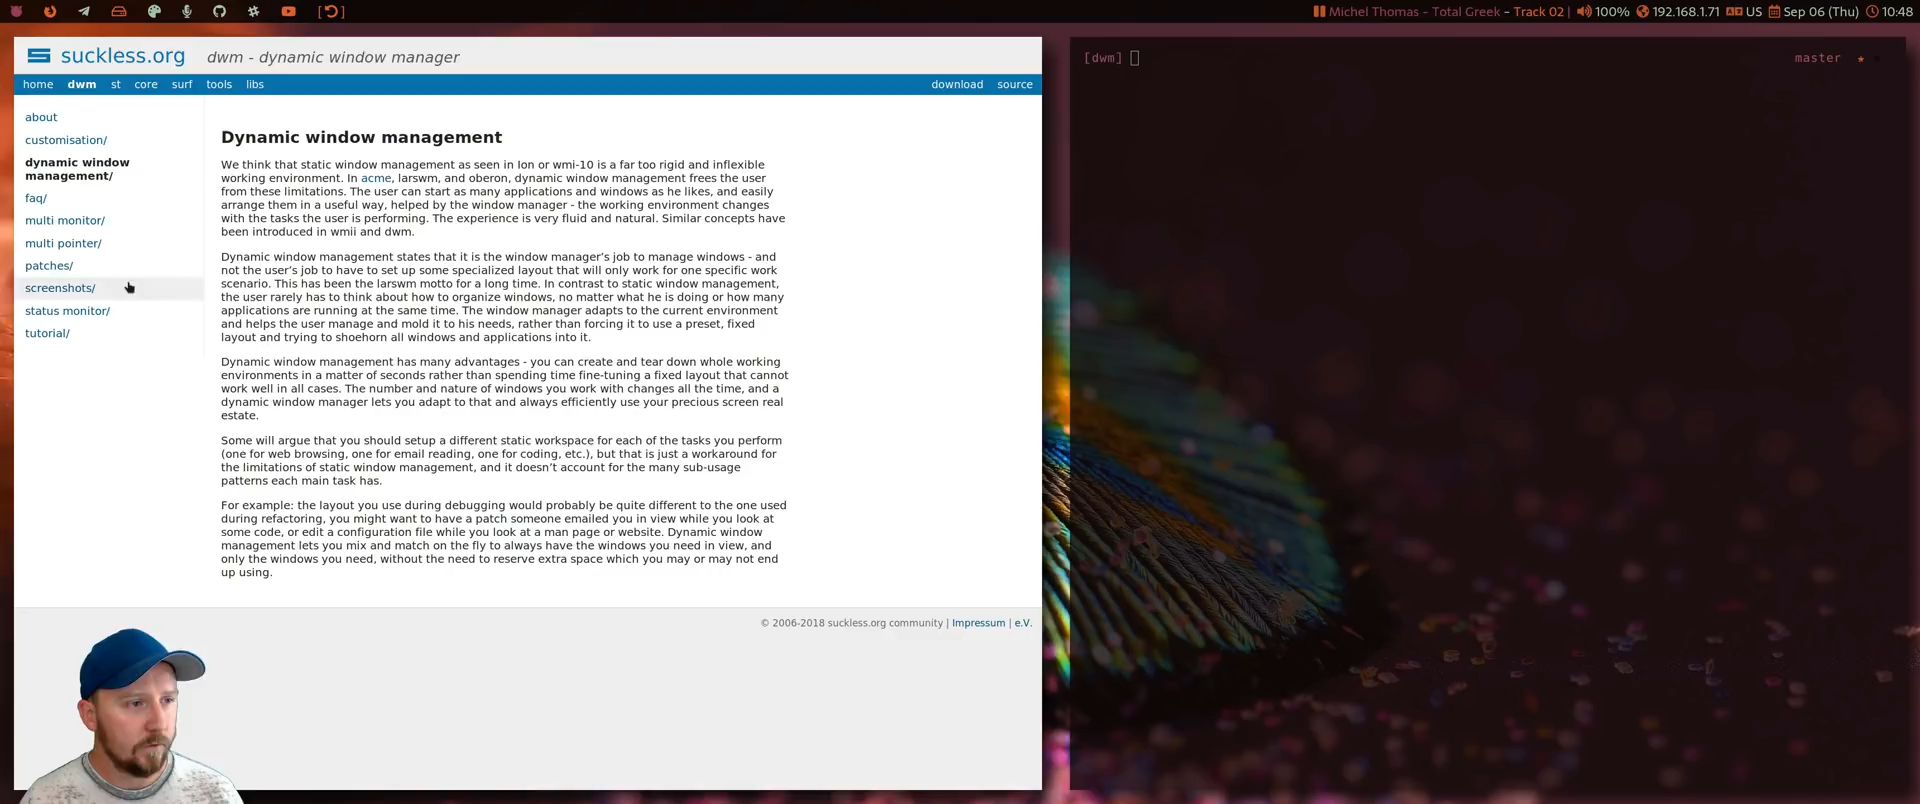 [ ]
Michel Thomas - Total Greek - Track 02 | 100% 192.168.1.71 US Sep 06 (Thu) 10:48
suckless.org dwm - dynamic window manager
home dwm st core surf tools libs download source
about
customisation/
dynamic window
management/
faq/
multi monitor/
multi pointer/
patches/
screenshots/
status monitor/
tutorial/
Dynamic window management
We think that static window management as seen in Ion or wmi-10 is a far too rigid and inflexible
working environment. In acme, larswm, and oberon, dynamic window management frees the user
from these limitations. The user can start as many applications and windows as he likes, and easily
arrange them in a useful way, helped by the window manager - the working environment changes
with the tasks the user is performing. The experience is very fluid and natural. Similar concepts have
been introduced in wmii and dwm.
Dynamic window management states that it is the window manager’s job to manage windows - and
not the user’s job to have to set up some specialized layout that will only work for one specific work
scenario. This has been the larswm motto for a long time. In contrast to static window management,
the user rarely has to think about how to organize windows, no matter what he is doing or how many
applications are running at the same time. The window manager adapts to the current environment
and helps the user manage and mold it to his needs, rather than forcing it to use a preset, fixed
layout and trying to shoehorn all windows and applications into it.
Dynamic window management has many advantages - you can create and tear down whole working
environments in a matter of seconds rather than spending time fine-tuning a fixed layout that cannot
work well in all cases. The number and nature of windows you work with changes all the time, and a
dynamic window manager lets you adapt to that and always efficiently use your precious screen real
estate.
Some will argue that you should setup a different static workspace for each of the tasks you perform
(one for web browsing, one for email reading, one for coding, etc.), but that is just a workaround for
the limitations of static window management, and it doesn’t account for the many sub-usage
patterns each main task has.
For example: the layout you use during debugging would probably be quite different to the one used
during refactoring, you might want to have a patch someone emailed you in view while you look at
some code, or edit a configuration file while you look at a man page or website. Dynamic window
management lets you mix and match on the fly to always have the windows you need in view, and
only the windows you need, without the need to reserve extra space which you may or may not end
up using.
© 2006-2018 suckless.org community | Impressum | e.V.
[dwm] master